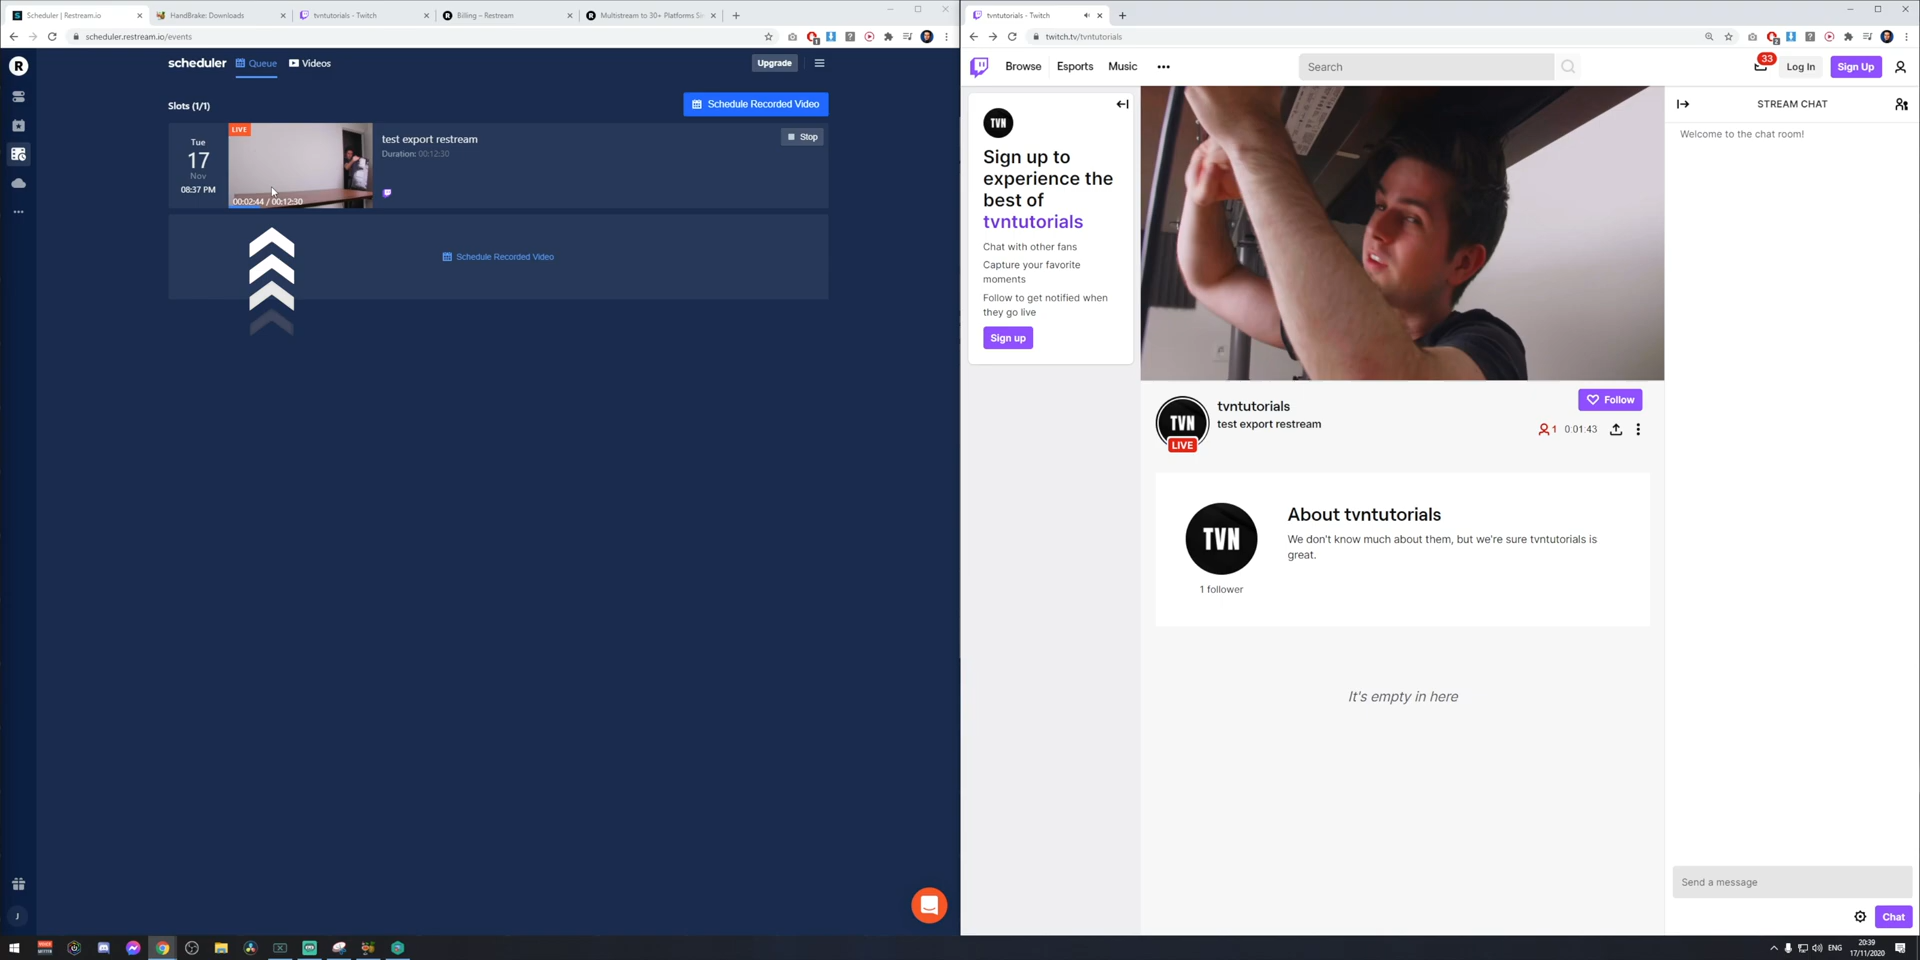 Scheduler | Restream.io
HandBrake: Downloads
tvntutorials - Twitch
Billing – Restream
Multistream to 30+ Platforms Si
scheduler.restream.io/events
scheduler
Queue
Videos
Upgrade
Slots (1/1)
Schedule Recorded Video
Tue
17
Nov
08:37 PM
LIVE
00:02:44 / 00:12:30
test export restream
Duration: 00:12:30
Stop
Schedule Recorded Video
J
tvntutorials - Twitch
twitch.tv/tvntutorials
Browse
Esports
Music
Search
33
Log In
Sign Up
TVN
Sign up to
experience the
best of
tvntutorials
Chat with other fans
Capture your favorite
moments
Follow to get notified when
they go live
Sign up
STREAM CHAT
Welcome to the chat room!
TVN
LIVE
tvntutorials
test export restream
Follow
1
0:01:43
TVN
1 follower
About tvntutorials
We don't know much about them, but we're sure tvntutorials is
great.
It's empty in here
Send a message
Chat
ENG
20:39
17/11/2020